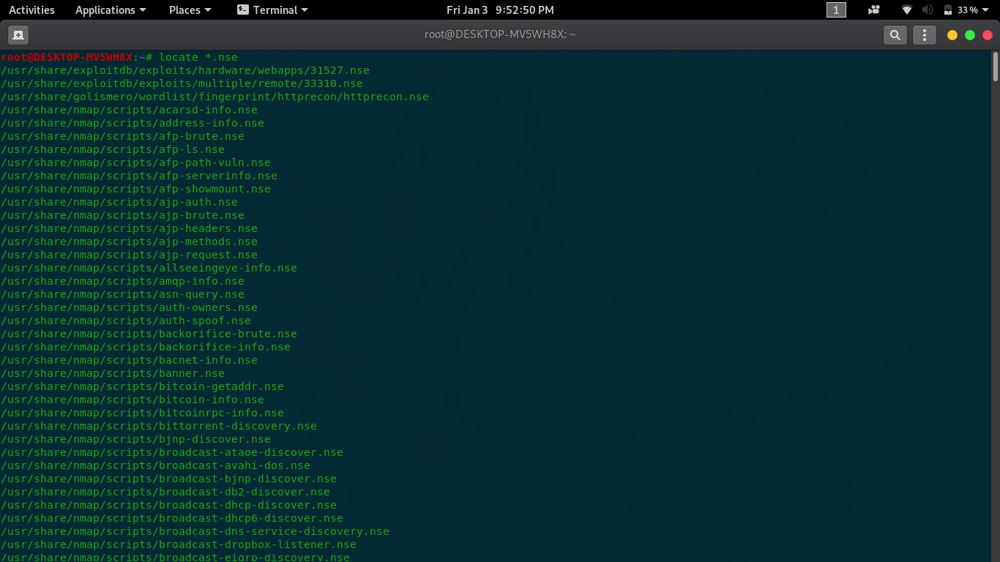 Activities Applications Places Terminal Fri Jan 3 9:52:50 PM 1 33 %
root@DESKTOP-MV5WH8X: ~
root@DESKTOP-MV5WH8X:~# locate *.nse
/usr/share/exploitdb/exploits/hardware/webapps/31527.nse
/usr/share/exploitdb/exploits/multiple/remote/33310.nse
/usr/share/golismero/wordlist/fingerprint/httprecon/httprecon.nse
/usr/share/nmap/scripts/acarsd-info.nse
/usr/share/nmap/scripts/address-info.nse
/usr/share/nmap/scripts/afp-brute.nse
/usr/share/nmap/scripts/afp-ls.nse
/usr/share/nmap/scripts/afp-path-vuln.nse
/usr/share/nmap/scripts/afp-serverinfo.nse
/usr/share/nmap/scripts/afp-showmount.nse
/usr/share/nmap/scripts/ajp-auth.nse
/usr/share/nmap/scripts/ajp-brute.nse
/usr/share/nmap/scripts/ajp-headers.nse
/usr/share/nmap/scripts/ajp-methods.nse
/usr/share/nmap/scripts/ajp-request.nse
/usr/share/nmap/scripts/allseeingeye-info.nse
/usr/share/nmap/scripts/amqp-info.nse
/usr/share/nmap/scripts/asn-query.nse
/usr/share/nmap/scripts/auth-owners.nse
/usr/share/nmap/scripts/auth-spoof.nse
/usr/share/nmap/scripts/backorifice-brute.nse
/usr/share/nmap/scripts/backorifice-info.nse
/usr/share/nmap/scripts/bacnet-info.nse
/usr/share/nmap/scripts/banner.nse
/usr/share/nmap/scripts/bitcoin-getaddr.nse
/usr/share/nmap/scripts/bitcoin-info.nse
/usr/share/nmap/scripts/bitcoinrpc-info.nse
/usr/share/nmap/scripts/bittorrent-discovery.nse
/usr/share/nmap/scripts/bjnp-discover.nse
/usr/share/nmap/scripts/broadcast-ataoe-discover.nse
/usr/share/nmap/scripts/broadcast-avahi-dos.nse
/usr/share/nmap/scripts/broadcast-bjnp-discover.nse
/usr/share/nmap/scripts/broadcast-db2-discover.nse
/usr/share/nmap/scripts/broadcast-dhcp-discover.nse
/usr/share/nmap/scripts/broadcast-dhcp6-discover.nse
/usr/share/nmap/scripts/broadcast-dns-service-discovery.nse
/usr/share/nmap/scripts/broadcast-dropbox-listener.nse
/usr/share/nmap/scripts/broadcast-eigrp-discovery.nse